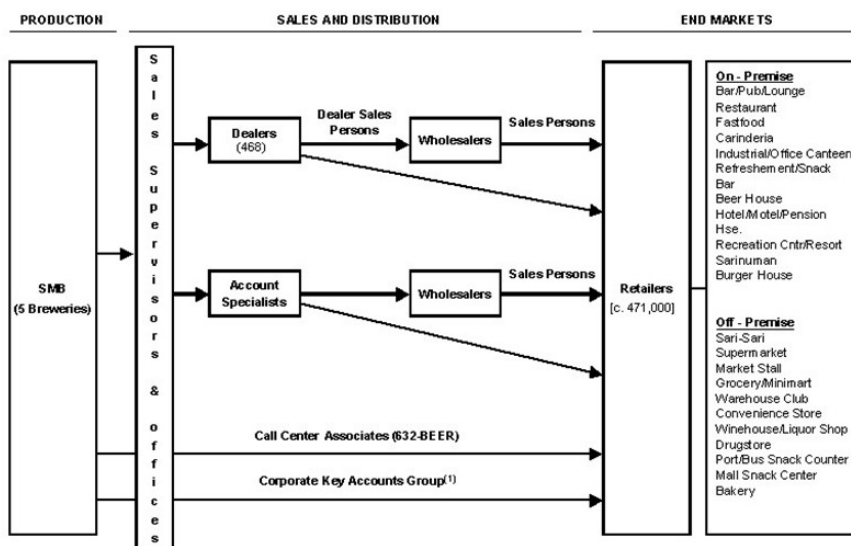 PRODUCTION
SALES AND DISTRIBUTION
END MARKETS
SMB
(5 Breweries)
Sales Supervisors & offices
Dealers
(468)
Dealer Sales
Persons
Wholesalers
Sales Persons
Account
Specialists
Wholesalers
Sales Persons
Call Center Associates (632-BEER)
Corporate Key Accounts Group(1)
Retailers
[c. 471,000]
On - Premise
Bar/Pub/Lounge
Restaurant
Fastfood
Carinderia
Industrial/Office Canteen
Refreshement/Snack
Bar
Beer House
Hotel/Motel/Pension
Hse.
Recreation Cntr/Resort
Sarinuman
Burger House
Off - Premise
Sari-Sari
Supermarket
Market Stall
Grocery/Minimart
Warehouse Club
Convenience Store
Winehouse/Liquor Shop
Drugstore
Port/Bus Snack Counter
Mall Snack Center
Bakery